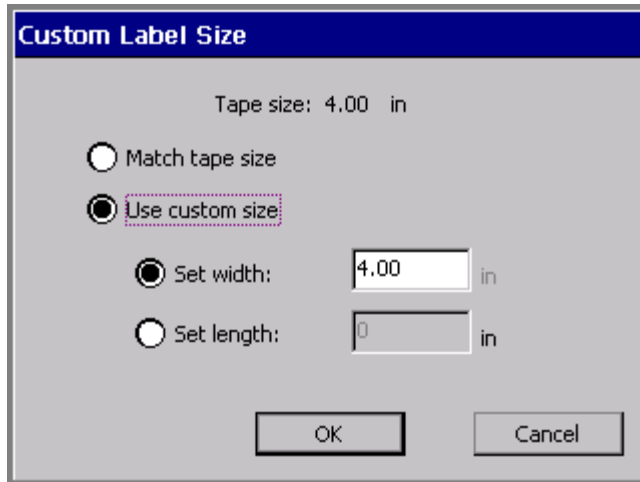 Custom Label Size
Tape size: 4.00 in
Match tape size
Use custom size
Set width: 4.00 in
Set length: 0 in
OK Cancel